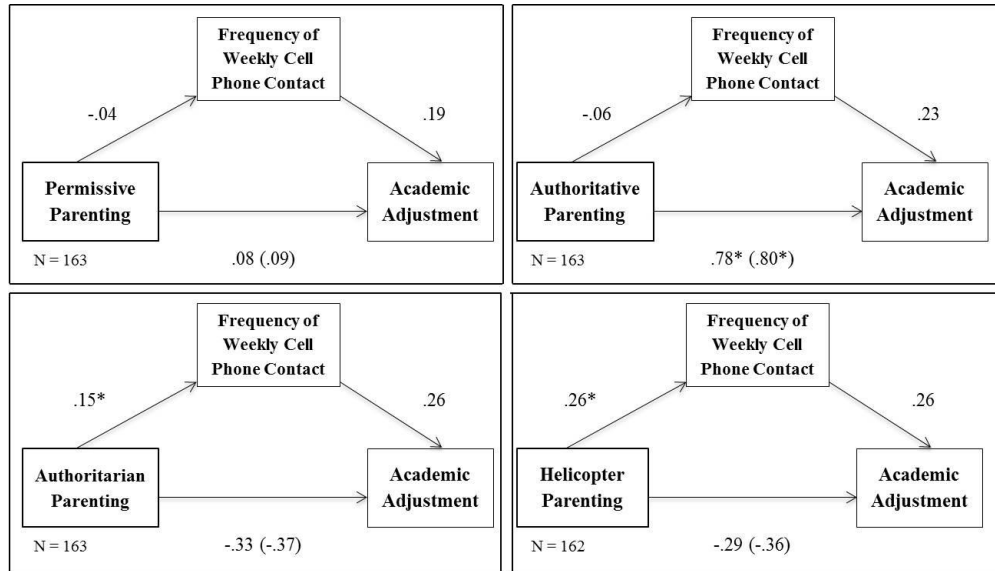 Frequency of
Weekly Cell
Phone Contact
-.04
.19
Permissive
Parenting
Academic
Adjustment
N = 163
.08 (.09)
Frequency of
Weekly Cell
Phone Contact
-.06
.23
Authoritative
Parenting
Academic
Adjustment
N = 163
.78* (.80*)
Frequency of
Weekly Cell
Phone Contact
.15*
.26
Authoritarian
Parenting
Academic
Adjustment
N = 163
-.33 (-.37)
Frequency of
Weekly Cell
Phone Contact
.26*
.26
Helicopter
Parenting
Academic
Adjustment
N = 162
-.29 (-.36)